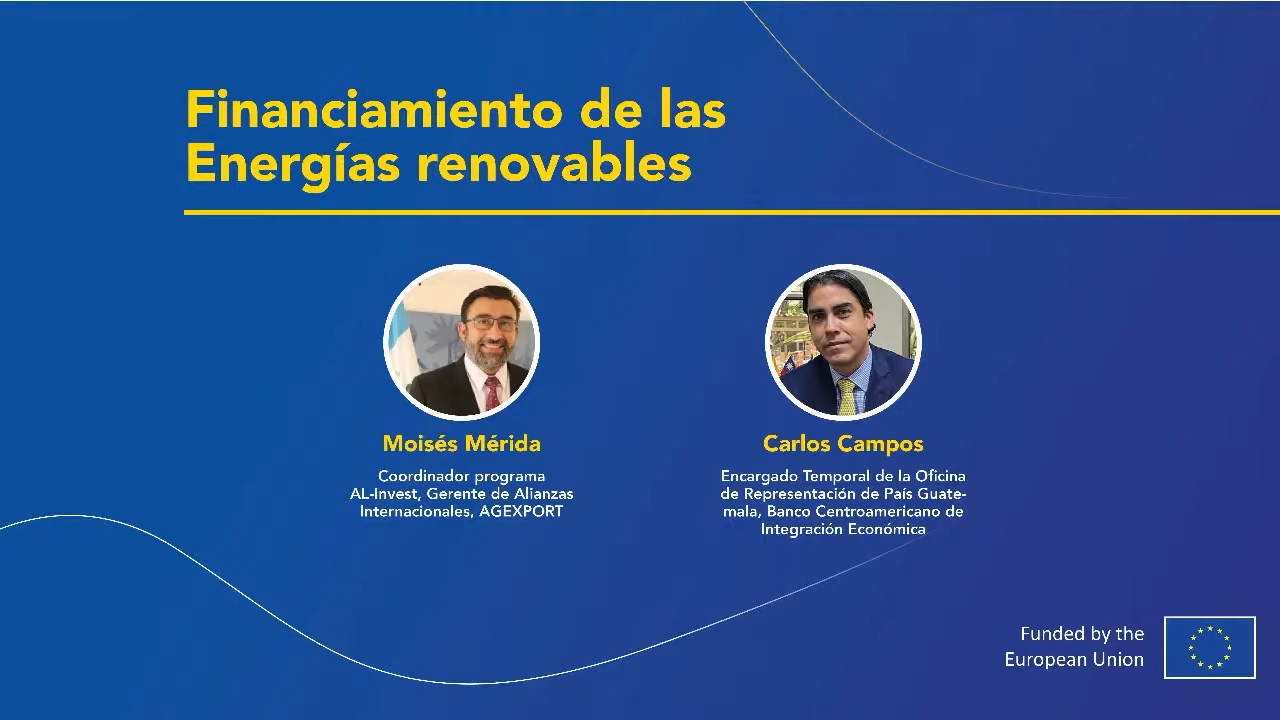 Financiamiento de las
Energías renovables
Moisés Mérida
Coordinador programa
AL-Invest, Gerente de Alianzas
Internacionales, AGEXPORT
Carlos Campos
Encargado Temporal de la Oficina
de Representación de País Guate-
mala, Banco Centroamericano de
Integración Económica
Funded by the
European Union